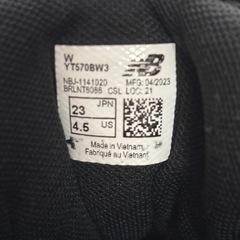 W
YT570BW3
NBJ-1141020 MFG: 04/2023
BRLNT6086 CSL LOC: 21
23 JPN
4.5 US
Made in Vietnam
Fabriqué au Vietnam